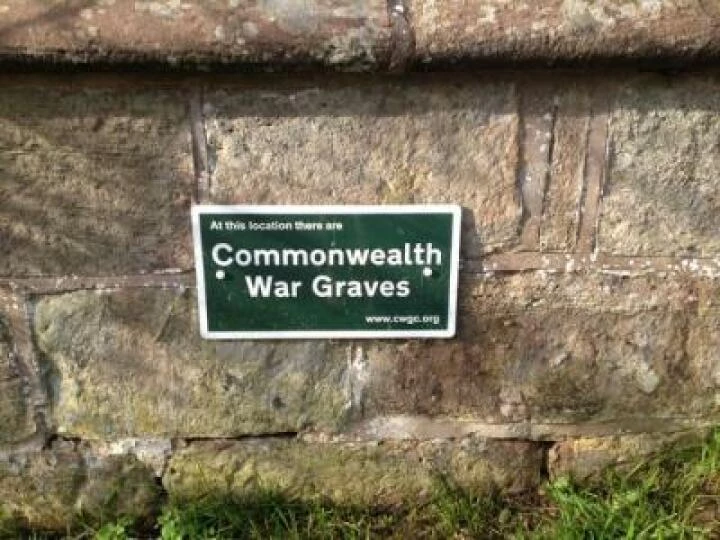 At this location there are
Commonwealth
War Graves
www.cwgc.org